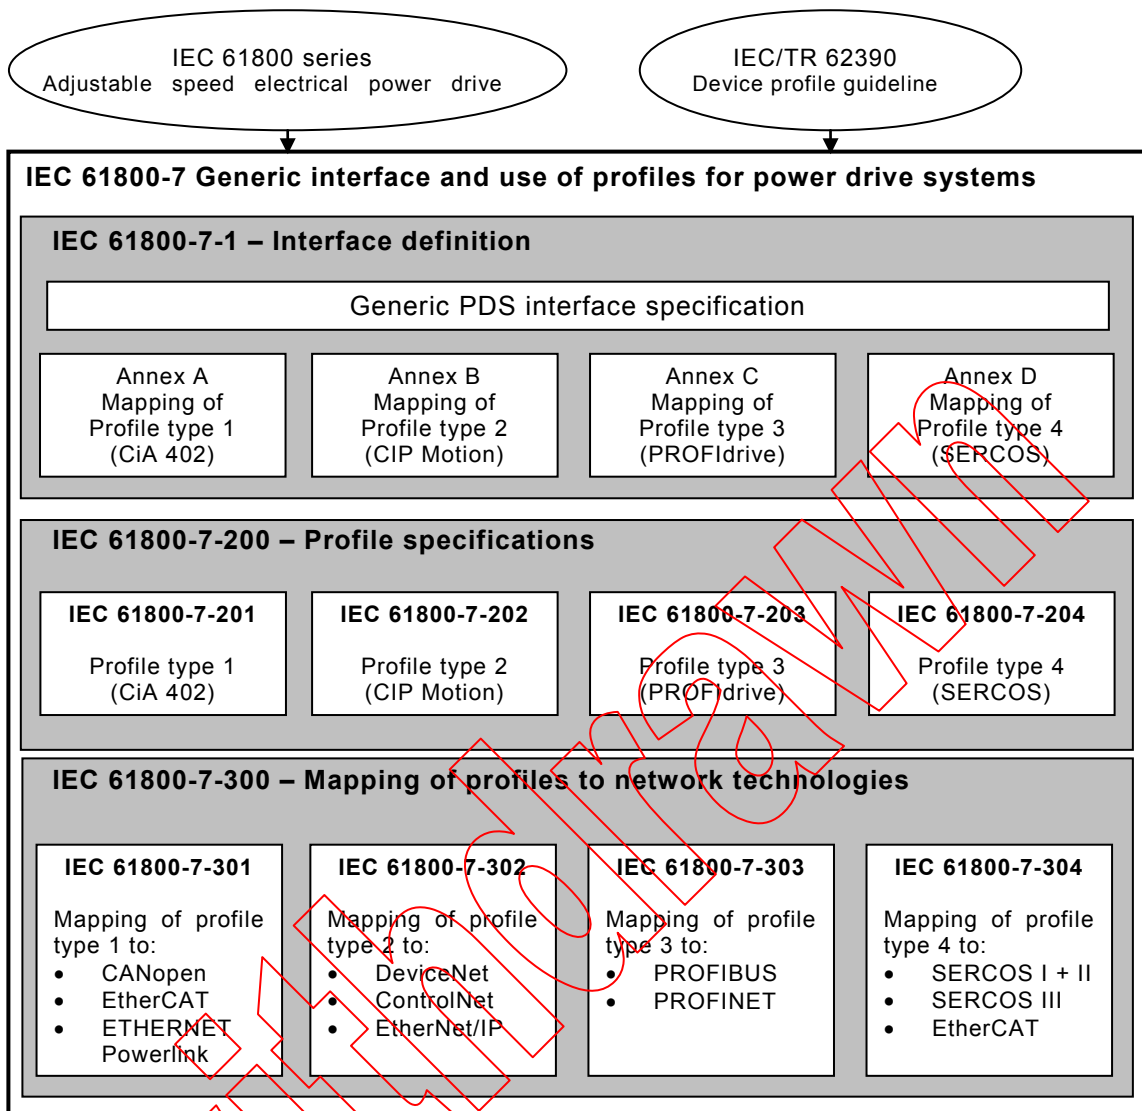 IEC 61800 series
Adjustable speed electrical power drive
IEC/TR 62390
Device profile guideline
IEC 61800-7 Generic interface and use of profiles for power drive systems
IEC 61800-7-1 – Interface definition
Generic PDS interface specification
Annex A
Mapping of
Profile type 1
(CiA 402)
Annex B
Mapping of
Profile type 2
(CIP Motion)
Annex C
Mapping of
Profile type 3
(PROFIdrive)
Annex D
Mapping of
Profile type 4
(SERCOS)
IEC 61800-7-200 – Profile specifications
IEC 61800-7-201
Profile type 1
(CiA 402)
IEC 61800-7-202
Profile type 2
(CIP Motion)
IEC 61800-7-203
Profile type 3
(PROFIdrive)
IEC 61800-7-204
Profile type 4
(SERCOS)
IEC 61800-7-300 – Mapping of profiles to network technologies
IEC 61800-7-301
Mapping of profile
type 1 to:
• CANopen
• EtherCAT
• ETHERNET
Powerlink
IEC 61800-7-302
Mapping of profile
type 2 to:
• DeviceNet
• ControlNet
• EtherNet/IP
IEC 61800-7-303
Mapping of profile
type 3 to:
• PROFIBUS
• PROFINET
IEC 61800-7-304
Mapping of profile
type 4 to:
• SERCOS I + II
• SERCOS III
• EtherCAT